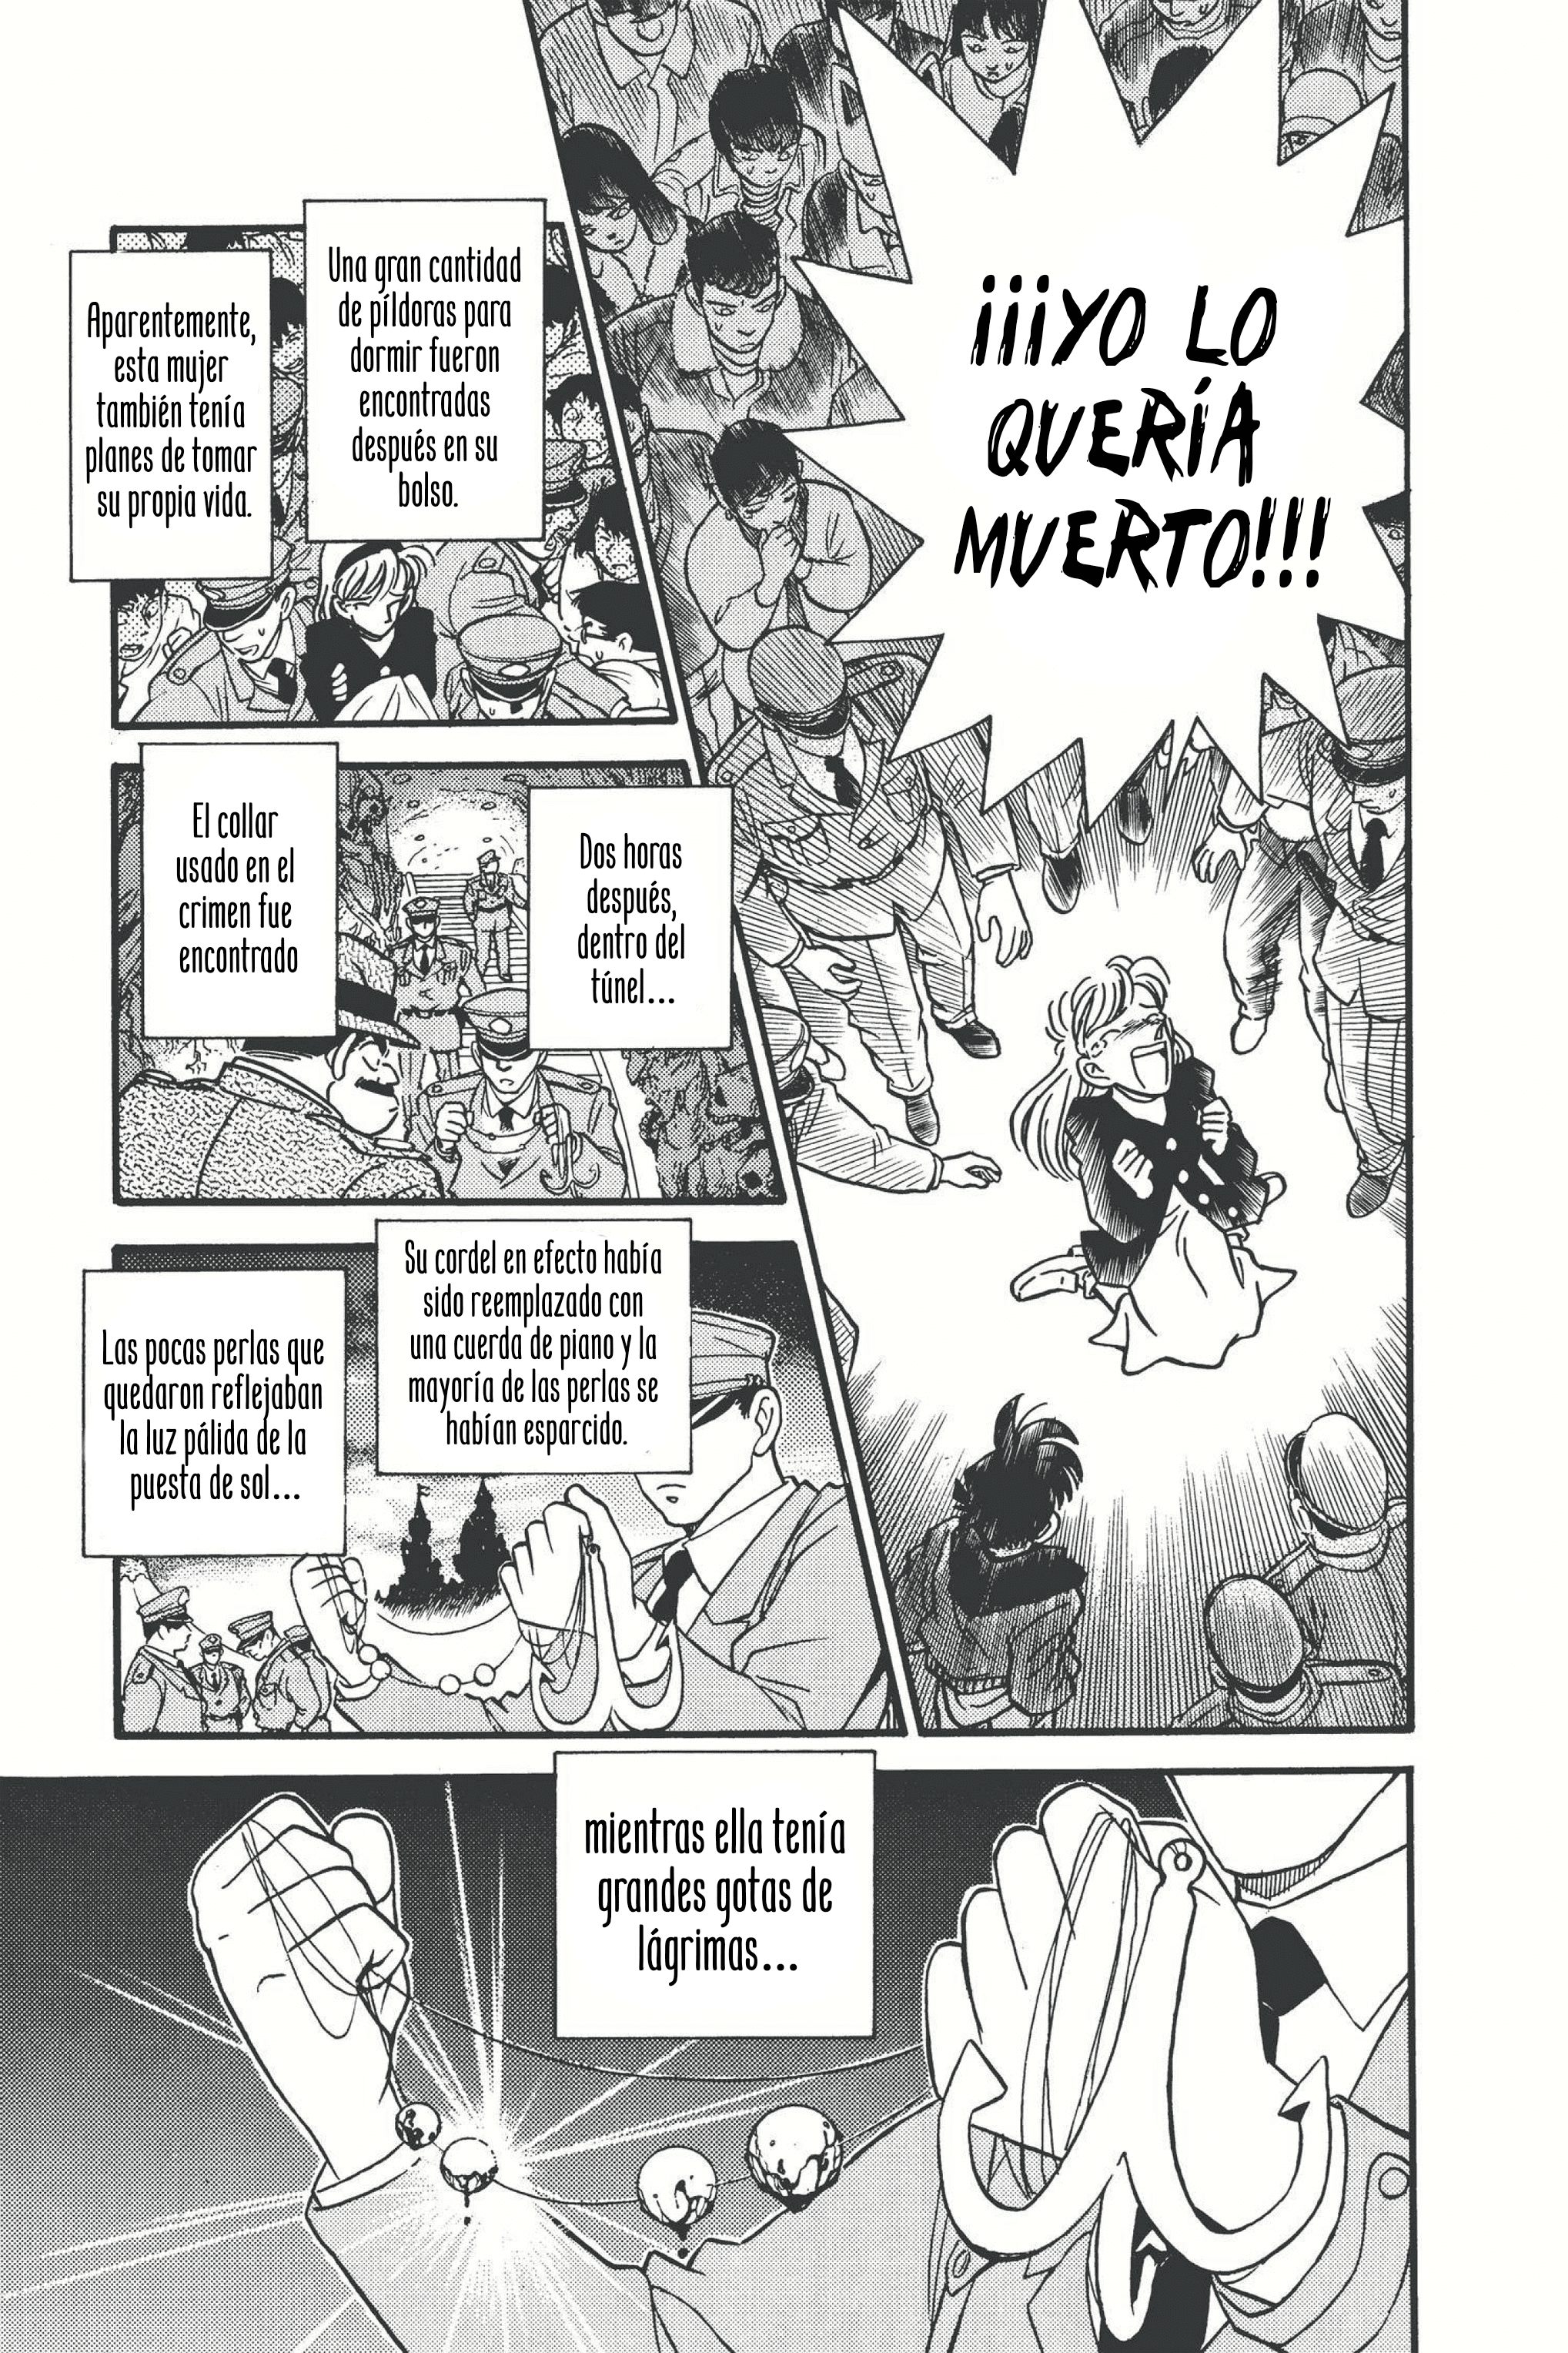 ¡¡¡YO LO
QUERÍA
MUERTO!!!
Una gran cantidad
de píldoras para
dormir fueron
encontradas
después en su
bolso.
Aparentemente,
esta mujer
también tenía
planes de tomar
su propia vida.
Dos horas
después,
dentro del
túnel...
El collar
usado en el
crimen fue
encontrado
Su cordel en efecto había
sido reemplazado con
una cuerda de piano y la
mayoría de las perlas se
habían esparcido.
Las pocas perlas que
quedaron reflejaban
la luz pálida de la
puesta de sol...
mientras ella tenía
grandes gotas de
lágrimas...